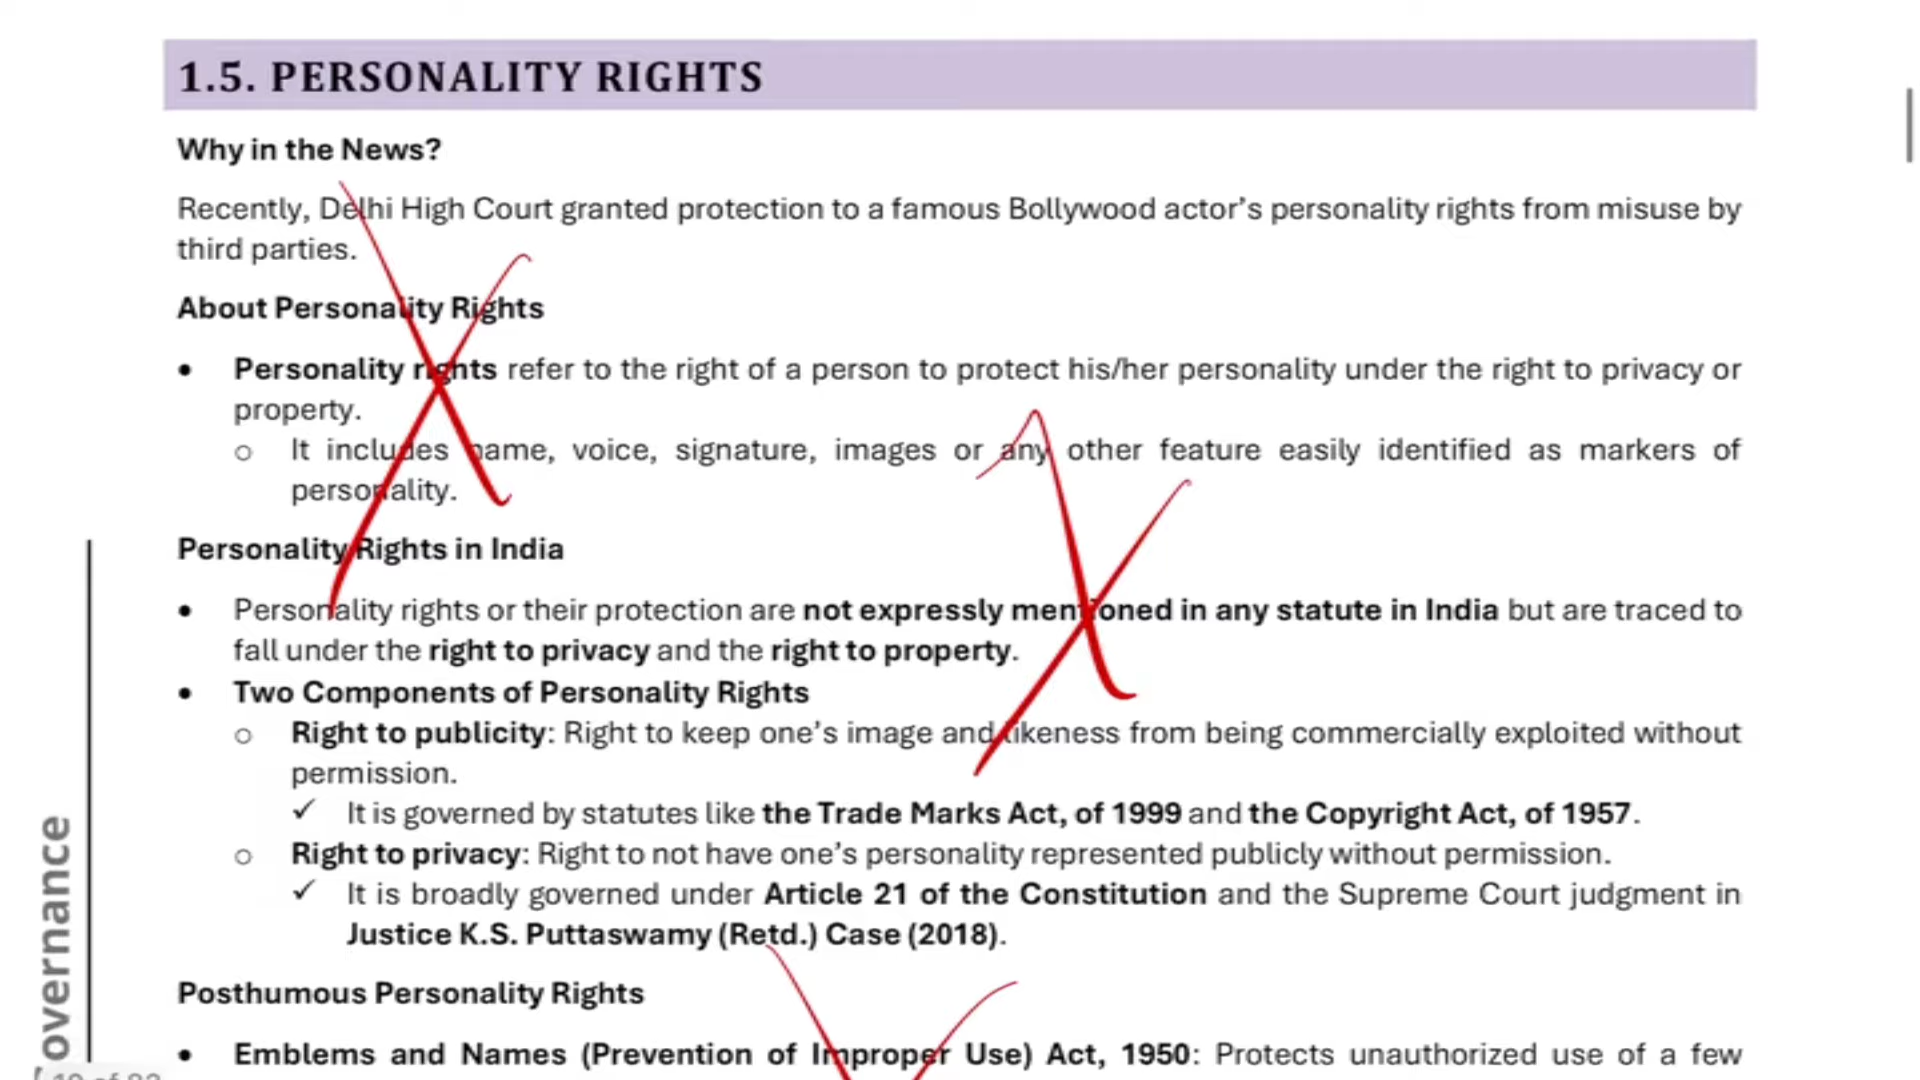 1.5. PERSONALITY RIGHTS
Why in the News?
Recently, Delhi High Court granted protection to a famous Bollywood actor's personality rights from misuse by
third parties.
About Personality Rights
• Personality rights refer to the right of a person to protect his/her personality under the right to privacy or
property.
○ It includes name, voice, signature, images or any other feature easily identified as markers of
personality.
Personality Rights in India
• Personality rights or their protection are not expressly mentioned in any statute in India but are traced to
fall under the right to privacy and the right to property.
• Two Components of Personality Rights
○ Right to publicity: Right to keep one's image and likeness from being commercially exploited without
permission.
✓ It is governed by statutes like the Trade Marks Act, of 1999 and the Copyright Act, of 1957.
○ Right to privacy: Right to not have one's personality represented publicly without permission.
✓ It is broadly governed under Article 21 of the Constitution and the Supreme Court judgment in
Justice K.S. Puttaswamy (Retd.) Case (2018).
Posthumous Personality Rights
• Emblems and Names (Prevention of Improper Use) Act, 1950: Protects unauthorized use of a few
overnance